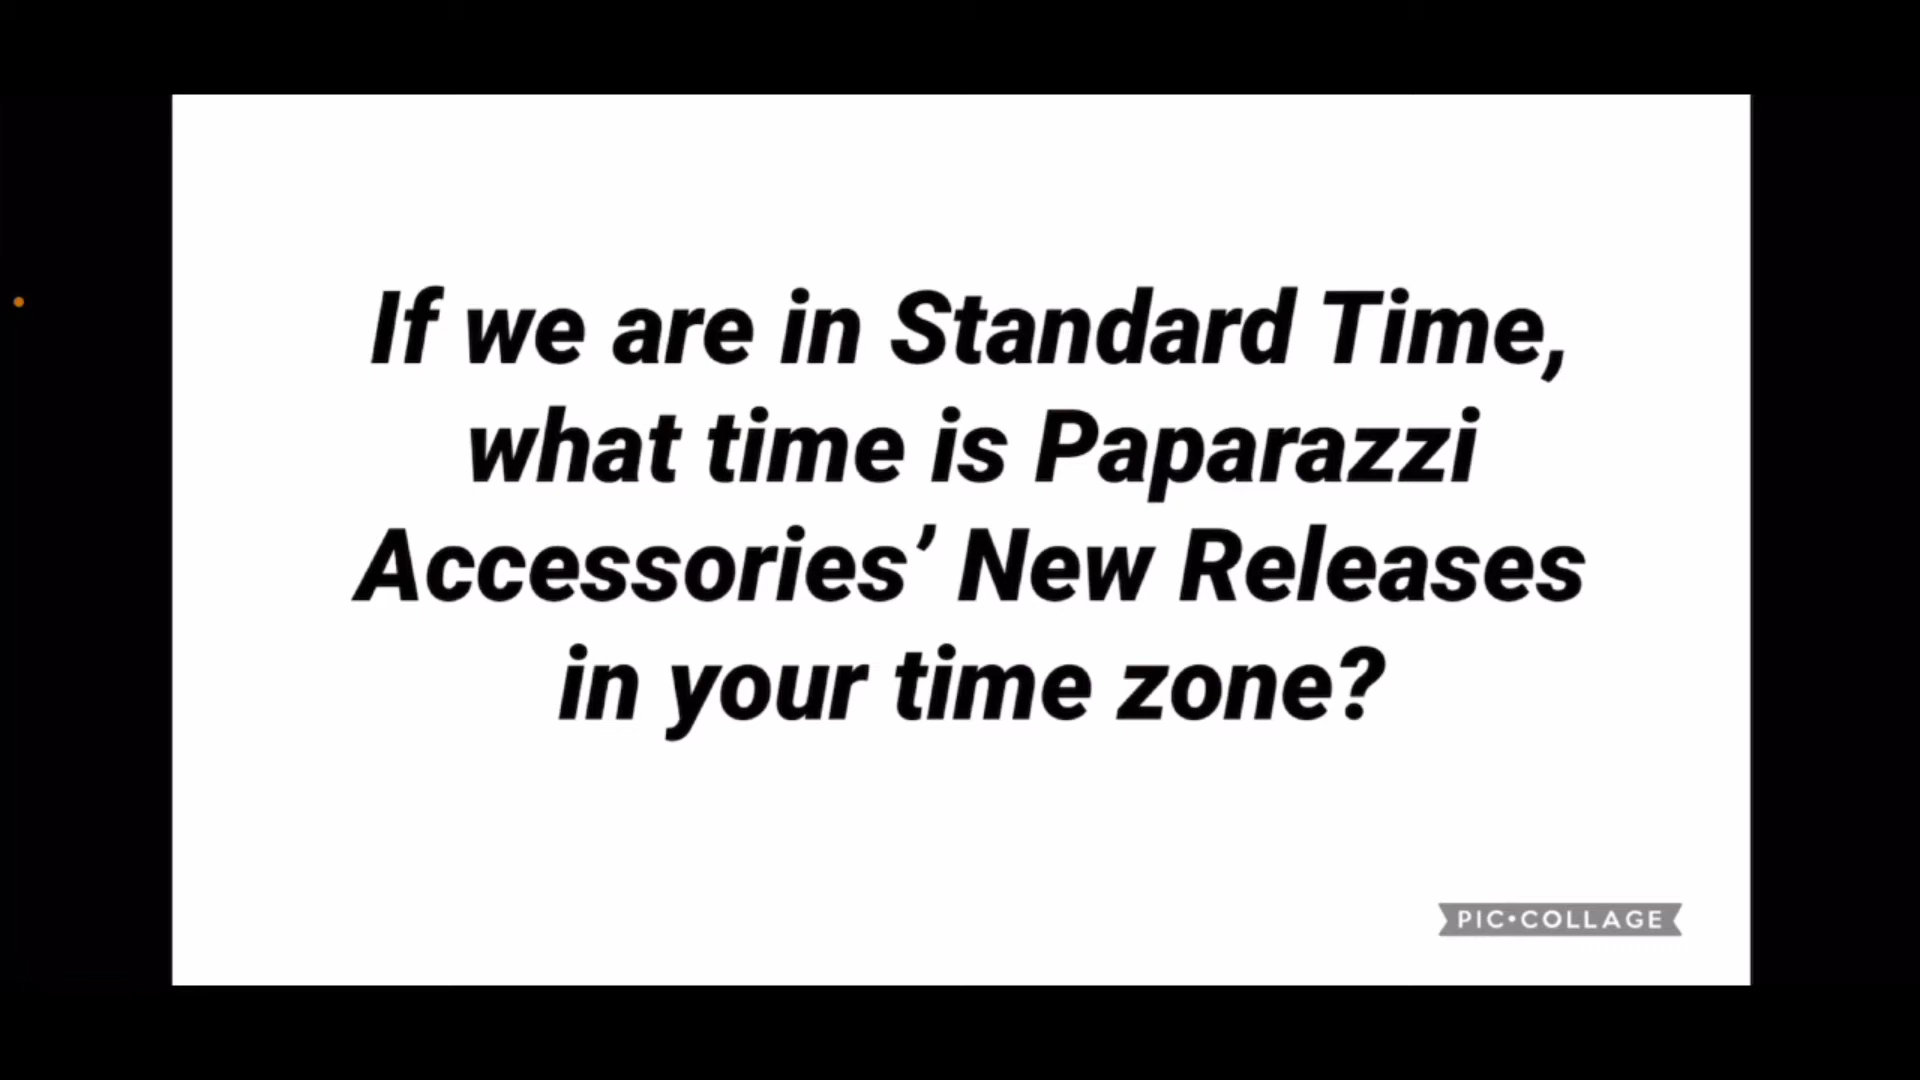 If we are in Standard Time,
what time is Paparazzi
Accessories’ New Releases
in your time zone?
PIC•COLLAGE